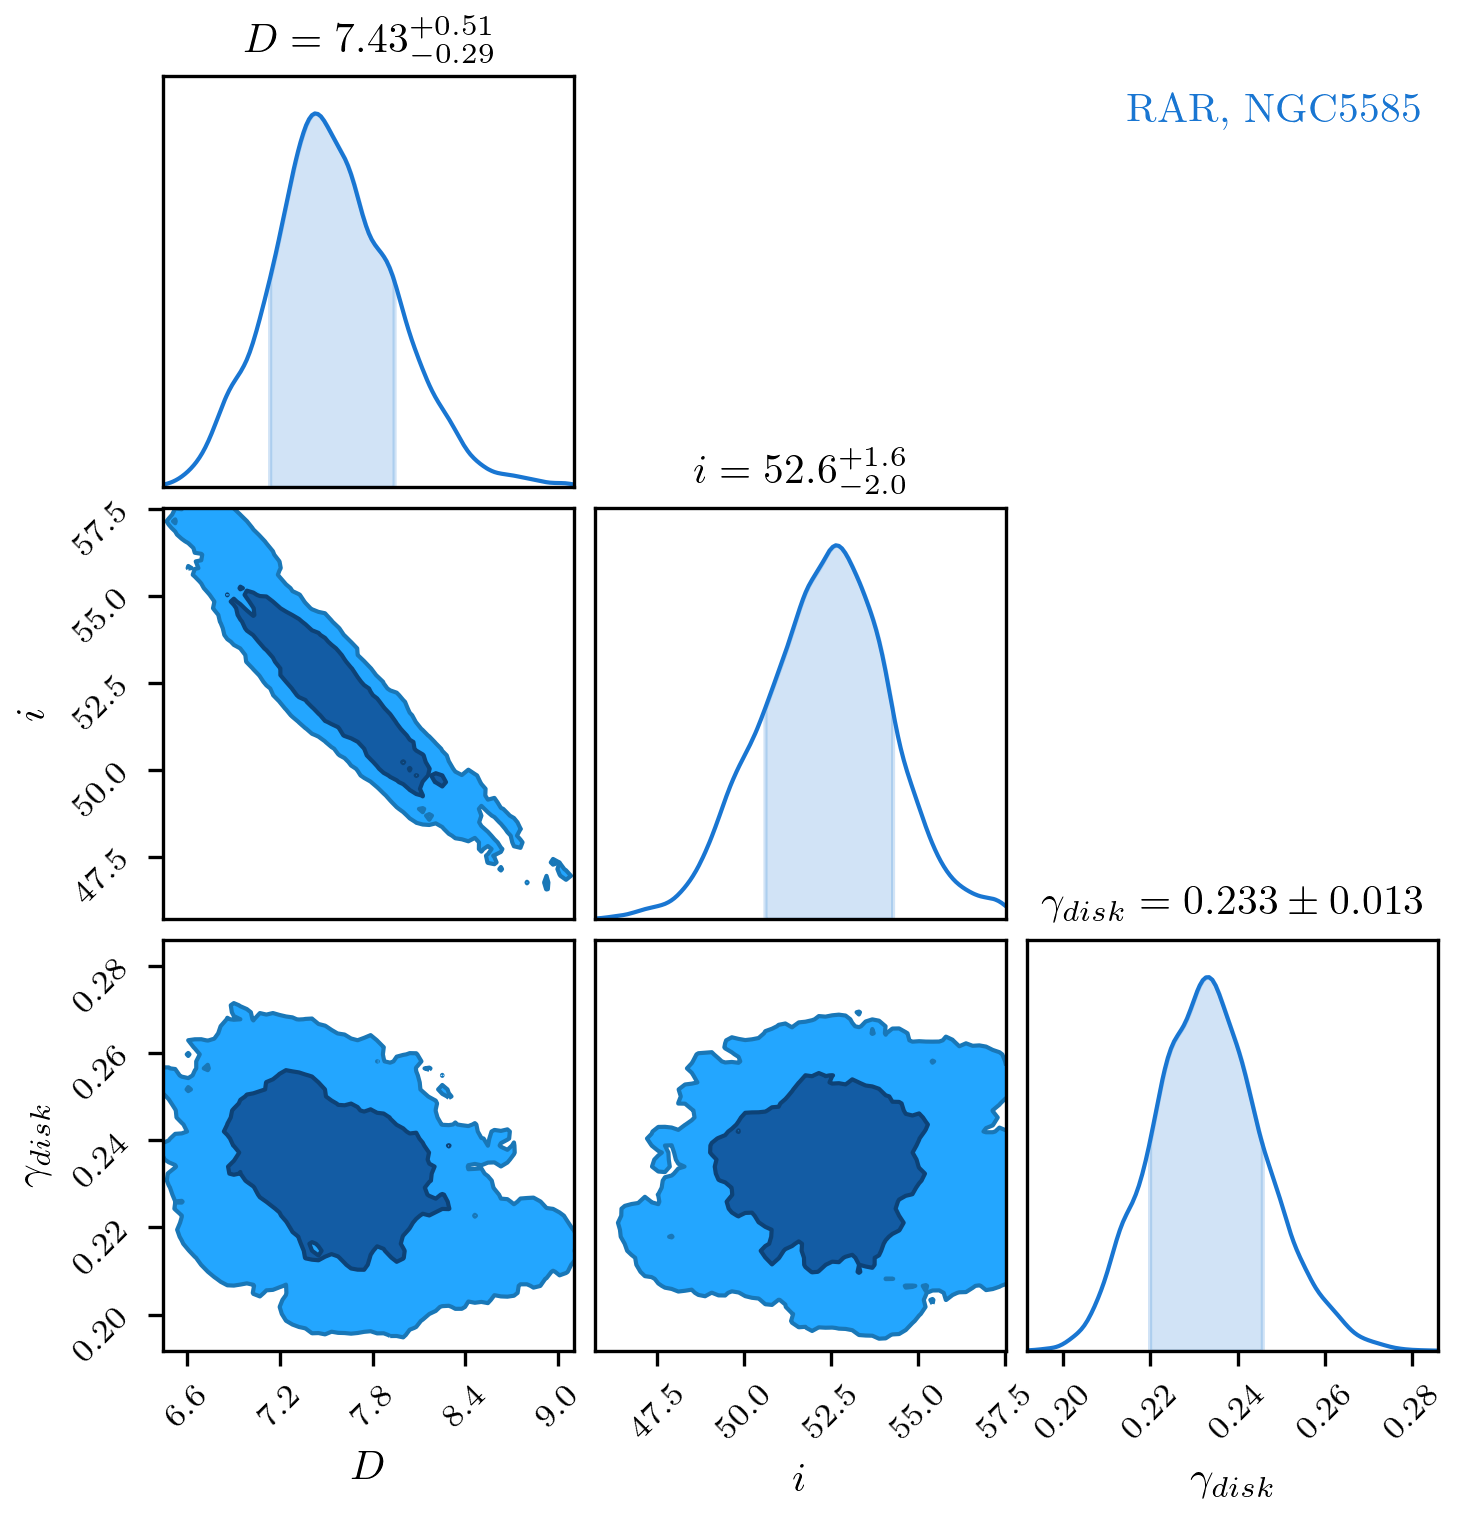 D = 7.43^{+0.51}_{-0.29}
RAR, NGC5585
i = 52.6^{+1.6}_{-2.0}
57.5
55.0
52.5
50.0
47.5
i
γ_{disk} = 0.233 ± 0.013
0.28
0.26
0.24
0.22
0.20
γ_{disk}
6.6 7.2 7.8 8.4 9.0
47.5 50.0 52.5 55.0 57.5
0.20 0.22 0.24 0.26 0.28
D
i
γ_{disk}